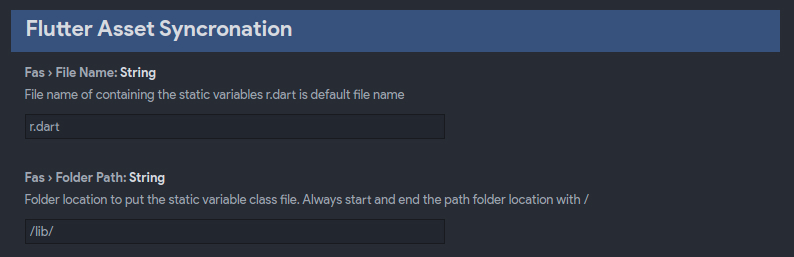 Flutter Asset Syncronation
Fas › File Name: String
File name of containing the static variables r.dart is default file name
r.dart
Fas › Folder Path: String
Folder location to put the static variable class file. Always start and end the path folder location with /
/lib/